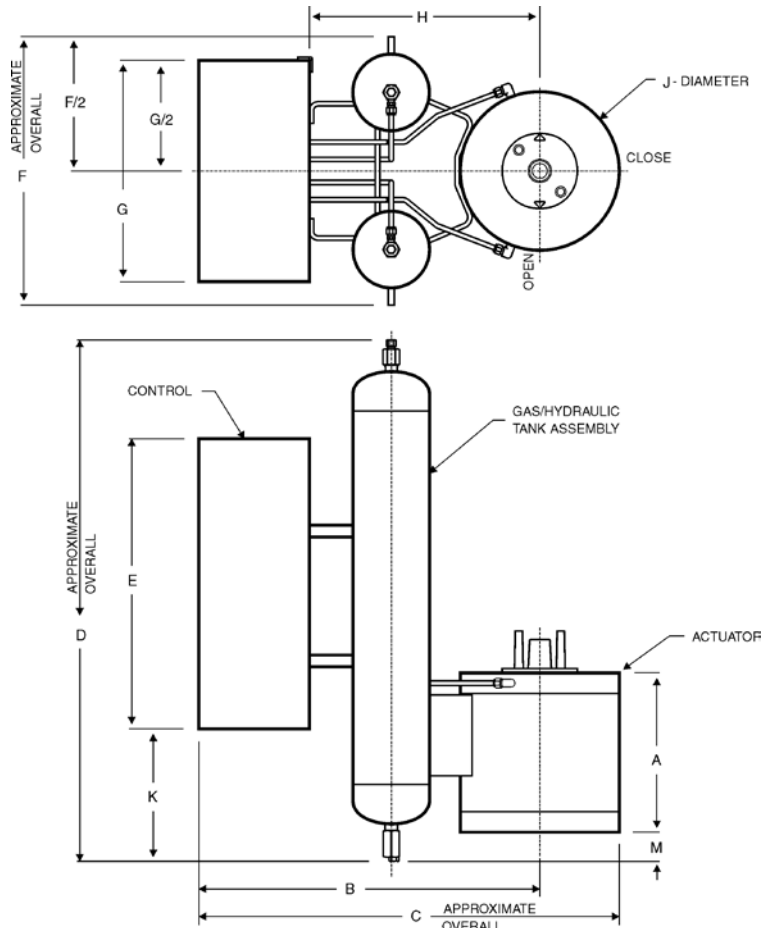 H
APPROXIMATE
OVERALL
F/2
G/2
J- DIAMETER
CLOSE
F
G
OPEN
CONTROL
GAS/HYDRAULIC
TANK ASSEMBLY
APPROXIMATE
OVERALL
E
D
ACTUATOR
A
K
M
B
C
APPROXIMATE
OVERALL